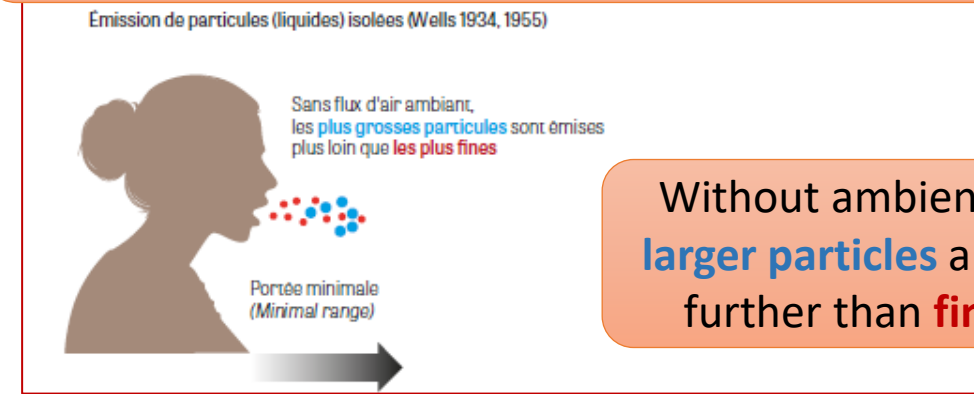 Émission de particules (liquides) isolées (Wells 1934, 1955)
Sans flux d'air ambiant,
les plus grosses particules sont émises
plus loin que les plus fines
Portée minimale
(Minimal range)
Without ambien
larger particles a
further than fin